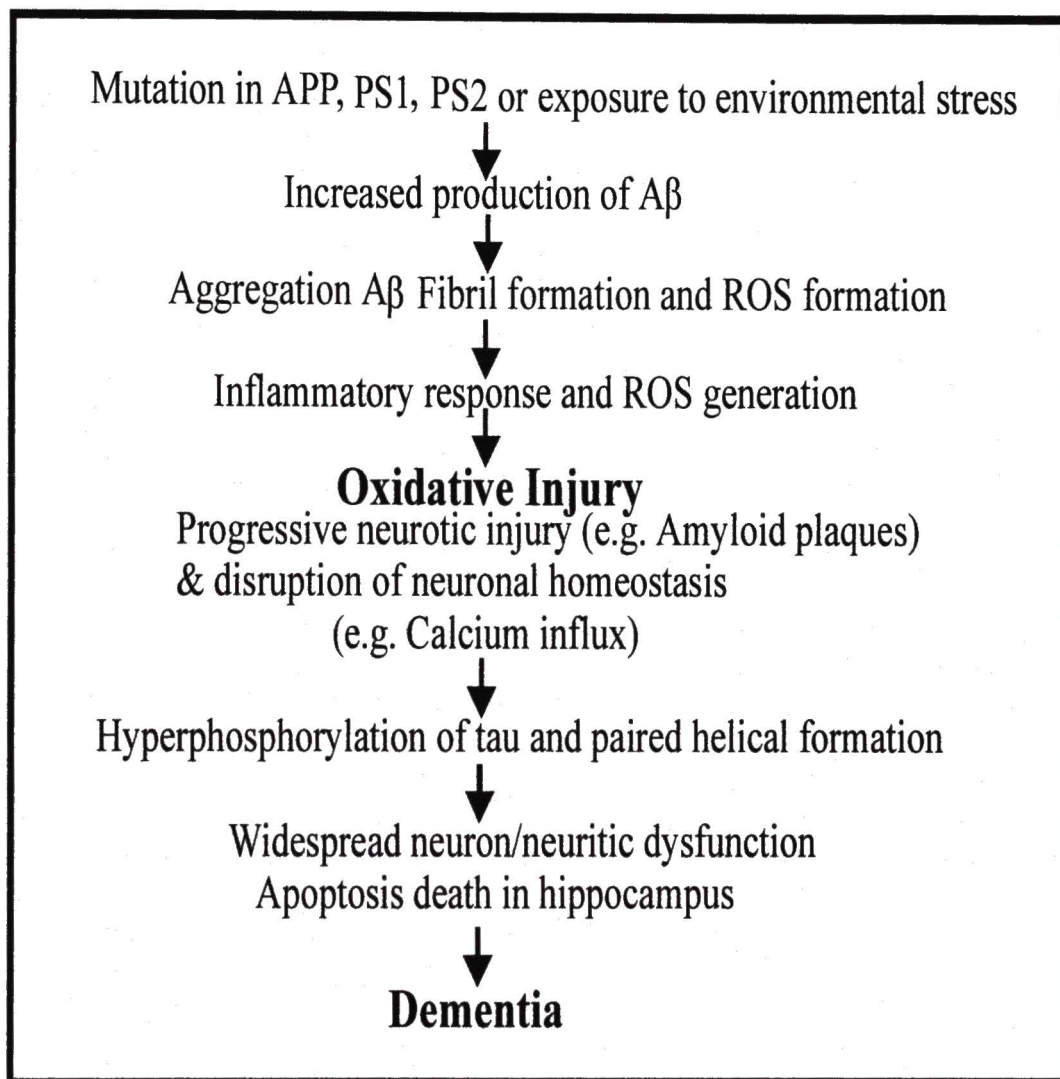 Mutation in APP, PS1, PS2 or exposure to environmental stress
Increased production of Aβ
Aggregation Aβ Fibril formation and ROS formation
Inflammatory response and ROS generation
Oxidative Injury
Progressive neurotic injury (e.g. Amyloid plaques)
& disruption of neuronal homeostasis
(e.g. Calcium influx)
Hyperphosphorylation of tau and paired helical formation
Widespread neuron/neuritic dysfunction
Apoptosis death in hippocampus
Dementia